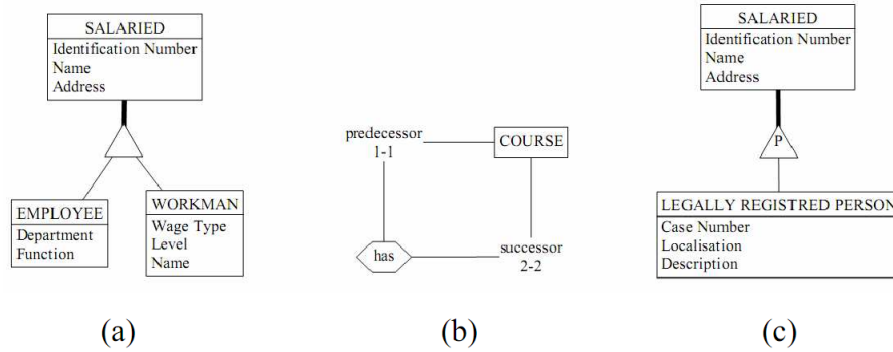 SALARIED
Identification Number
Name
Address
EMPLOYEE
Department
Function
WORKMAN
Wage Type
Level
Name
(a)
predecessor
1-1
COURSE
has
successor
2-2
(b)
SALARIED
Identification Number
Name
Address
P
LEGALLY REGISTRED PERSON
Case Number
Localisation
Description
(c)